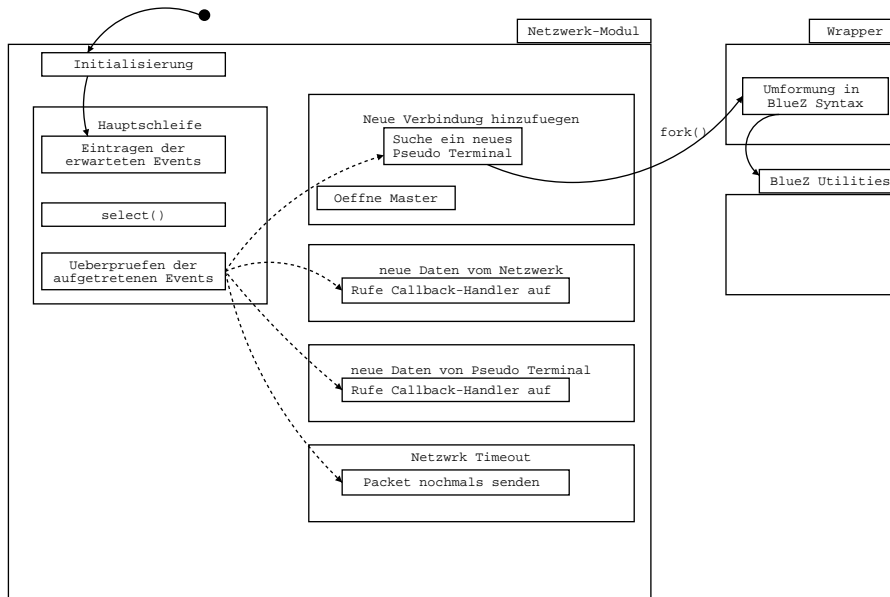 Netzwerk-Modul
Wrapper
Initialisierung
Hauptschleife
Eintragen der
erwarteten Events
select()
Ueberpruefen der
aufgetretenen Events
Neue Verbindung hinzufuegen
Suche ein neues
Pseudo Terminal
Oeffne Master
neue Daten vom Netzwerk
Rufe Callback-Handler auf
neue Daten von Pseudo Terminal
Rufe Callback-Handler auf
Netzwrk Timeout
Packet nochmals senden
fork()
Umformung in
BlueZ Syntax
BlueZ Utilities